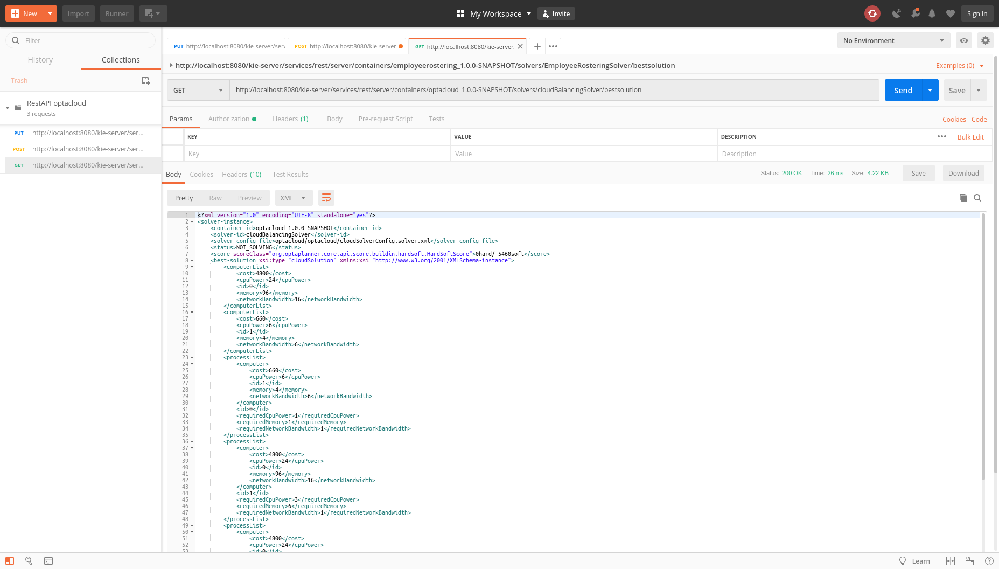 New Import Runner My Workspace Invite Sign In
Filter
History Collections
Trash
RestAPI optacloud
3 requests
PUT http://localhost:8080/kie-server/ser...
POST http://localhost:8080/kie-server/ser...
GET http://localhost:8080/kie-server/ser...
PUT http://localhost:8080/kie-server/serv POST http://localhost:8080/kie-server GET http://localhost:8080/kie-server/ No Environment
http://localhost:8080/kie-server/services/rest/server/containers/employeerostering_1.0.0-SNAPSHOT/solvers/EmployeeRosteringSolver/bestsolution Examples (0)
GET http://localhost:8080/kie-server/services/rest/server/containers/optacloud_1.0.0-SNAPSHOT/solvers/cloudBalancingSolver/bestsolution Send Save
Params Authorization Headers (1) Body Pre-request Script Tests Cookies Code
KEY VALUE DESCRIPTION ••• Bulk Edit
Key Value Description
Body Cookies Headers (10) Test Results Status: 200 OK Time: 26 ms Size: 4.22 KB Save Download
Pretty Raw Preview XML
1 <?xml version="1.0" encoding="UTF-8" standalone="yes"?>
2 <solver-instance>
3 <container-id>optacloud_1.0.0-SNAPSHOT</container-id>
4 <solver-id>cloudBalancingSolver</solver-id>
5 <solver-config-file>optacloud/optacloud/cloudSolverConfig.solver.xml</solver-config-file>
6 <status>NOT_SOLVING</status>
7 <score scoreClass="org.optaplanner.core.api.score.buildin.hardsoft.HardSoftScore">0hard/-5460soft</score>
8 <best-solution xsi:type="cloudSolution" xmlns:xsi="http://www.w3.org/2001/XMLSchema-instance">
9 <computerList>
10 <cost>4800</cost>
11 <cpuPower>24</cpuPower>
12 <id>0</id>
13 <memory>96</memory>
14 <networkBandwidth>16</networkBandwidth>
15 </computerList>
16 <computerList>
17 <cost>660</cost>
18 <cpuPower>6</cpuPower>
19 <id>1</id>
20 <memory>4</memory>
21 <networkBandwidth>6</networkBandwidth>
22 </computerList>
23 <processList>
24 <computer>
25 <cost>660</cost>
26 <cpuPower>6</cpuPower>
27 <id>1</id>
28 <memory>4</memory>
29 <networkBandwidth>6</networkBandwidth>
30 </computer>
31 <id>0</id>
32 <requiredCpuPower>1</requiredCpuPower>
33 <requiredMemory>1</requiredMemory>
34 <requiredNetworkBandwidth>1</requiredNetworkBandwidth>
35 </processList>
36 <processList>
37 <computer>
38 <cost>4800</cost>
39 <cpuPower>24</cpuPower>
40 <id>0</id>
41 <memory>96</memory>
42 <networkBandwidth>16</networkBandwidth>
43 </computer>
44 <id>1</id>
45 <requiredCpuPower>3</requiredCpuPower>
46 <requiredMemory>6</requiredMemory>
47 <requiredNetworkBandwidth>1</requiredNetworkBandwidth>
48 </processList>
49 <processList>
50 <computer>
51 <cost>4800</cost>
52 <cpuPower>24</cpuPower>
53 <id>0</id>
Learn